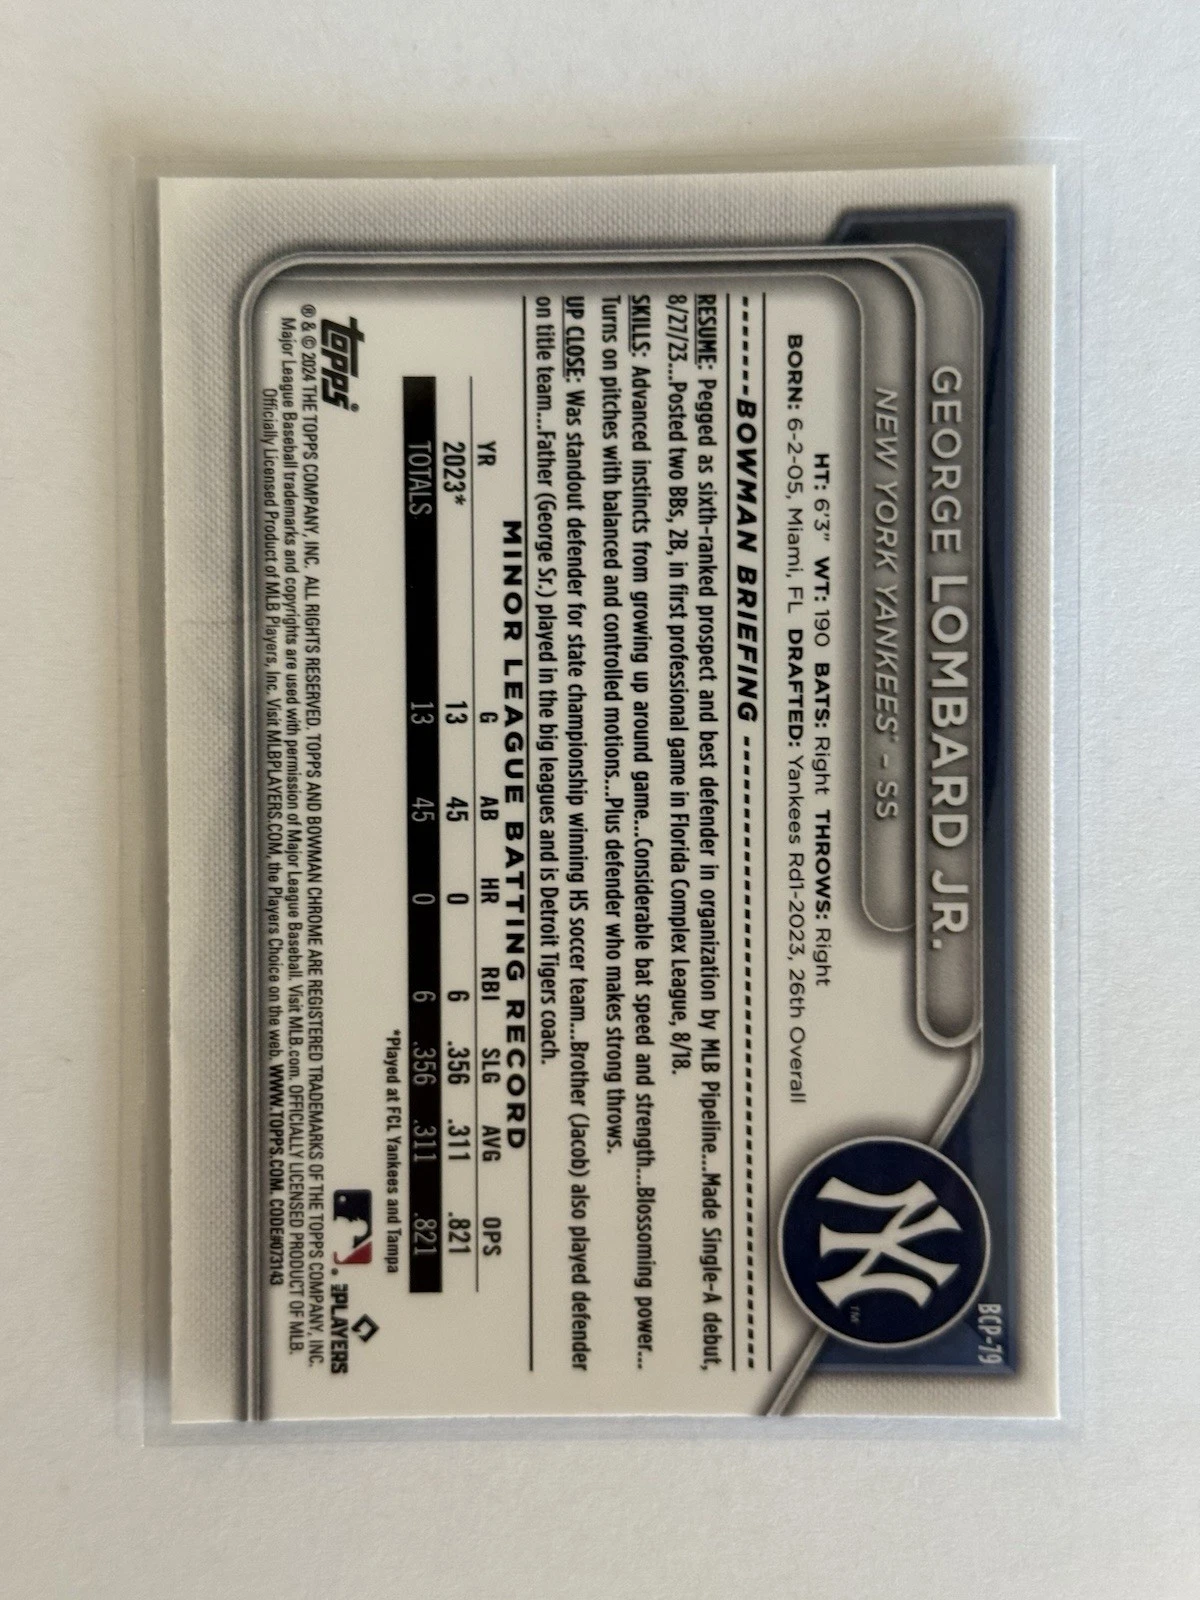 BCP-79
GEORGE LOMBARD JR.
NEW YORK YANKEES™ - SS
NY
™
HT: 6'3" WT: 190 BATS: Right THROWS: Right
BORN: 6-2-05, Miami, FL DRAFTED: Yankees Rd1-2023, 26th Overall
BOWMAN BRIEFING
RESUME: Pegged as sixth-ranked prospect and best defender in organization by MLB Pipeline...Made Single-A debut,
8/27/23...Posted two BBs, 2B, in first professional game in Florida Complex League, 8/18.
SKILLS: Advanced instincts from growing up around game...Considerable bat speed and strength...Blossoming power...
Turns on pitches with balanced and controlled motions...Plus defender who makes strong throws.
UP CLOSE: Was standout defender for state championship winning HS soccer team...Brother (Jacob) also played defender
on title team...Father (George Sr.) played in the big leagues and is Detroit Tigers coach.
MINOR LEAGUE BATTING RECORD
YR G AB HR RBI SLG AVG OPS
2023* 13 45 0 6 .356 .311 .821
TOTALS 13 45 0 6 .356 .311 .821
*Played at FCL Yankees and Tampa
topps®
MLB PLAYERS
® & © 2024 THE TOPPS COMPANY, INC. ALL RIGHTS RESERVED. TOPPS AND BOWMAN CHROME ARE REGISTERED TRADEMARKS OF THE TOPPS COMPANY, INC.
Major League Baseball trademarks and copyrights are used with permission of Major League Baseball. Visit MLB.com. OFFICIALLY LICENSED PRODUCT OF MLB.
Officially Licensed Product of MLB Players, Inc. Visit MLBPLAYERS.COM, the Players Choice on the web. WWW.TOPPS.COM. CODE#073143